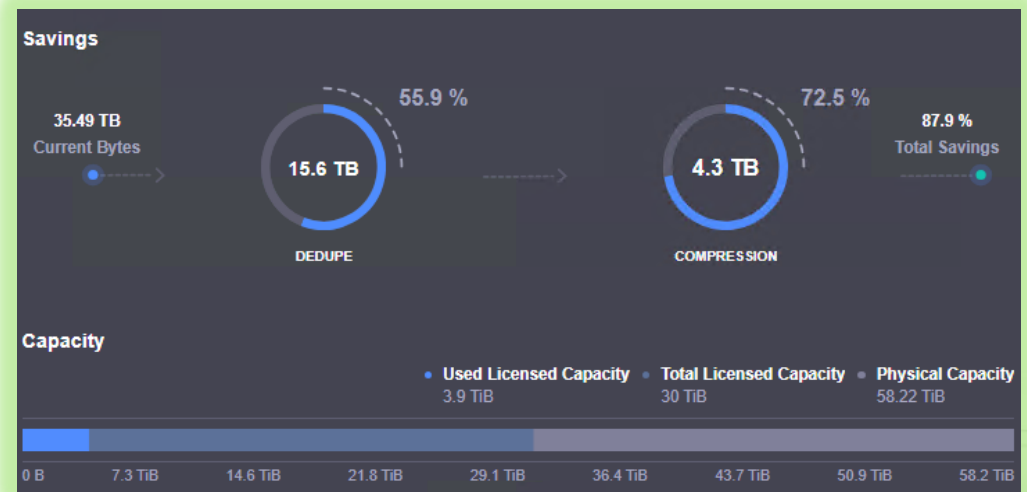 Savings
55.9 %
72.5 %
35.49 TB
87.9 %
Current Bytes
Total Savings
15.6 TB
4.3 TB
DEDUPE
COMPRESSION
Capacity
Used Licensed Capacity Total Licensed Capacity Physical Capacity
3.9 TiB 30 TiB 58.22 TiB
0 B 7.3 TiB 14.6 TiB 21.8 TiB 29.1 TiB 36.4 TiB 43.7 TiB 50.9 TiB 58.2 TiB